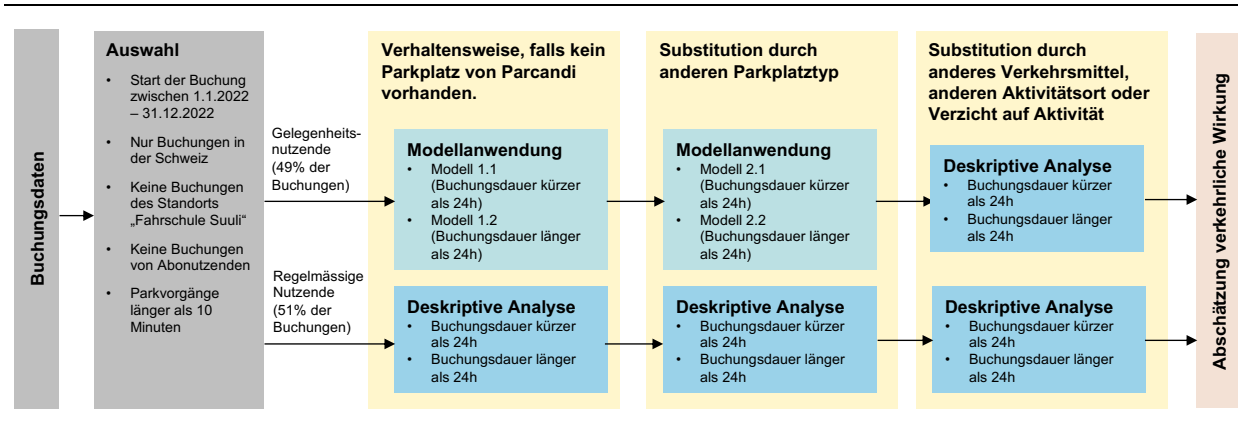 Buchungsdaten
Auswahl
• Start der Buchung
zwischen 1.1.2022
– 31.12.2022
• Nur Buchungen in
der Schweiz
• Keine Buchungen
des Standorts
„Fahrschule Suuli“
• Keine Buchungen
von Abonutzenden
• Parkvorgänge
länger als 10
Minuten
Gelegenheits-
nutzende
(49% der
Buchungen)
Regelmässige
Nutzende
(51% der
Buchungen)
Verhaltensweise, falls kein
Parkplatz von Parcandi
vorhanden.
Modellanwendung
• Modell 1.1
(Buchungsdauer kürzer
als 24h)
• Modell 1.2
(Buchungsdauer länger
als 24h)
Deskriptive Analyse
• Buchungsdauer kürzer
als 24h
• Buchungsdauer länger
als 24h
Substitution durch
anderen Parkplatztyp
Modellanwendung
• Modell 2.1
(Buchungsdauer kürzer
als 24h)
• Modell 2.2
(Buchungsdauer länger
als 24h)
Deskriptive Analyse
• Buchungsdauer kürzer
als 24h
• Buchungsdauer länger
als 24h
Substitution durch
anderes Verkehrsmittel,
anderen Aktivitätsort oder
Verzicht auf Aktivität
Deskriptive Analyse
• Buchungsdauer kürzer
als 24h
• Buchungsdauer länger
als 24h
Deskriptive Analyse
• Buchungsdauer kürzer
als 24h
• Buchungsdauer länger
als 24h
Abschätzung verkehrliche Wirkung